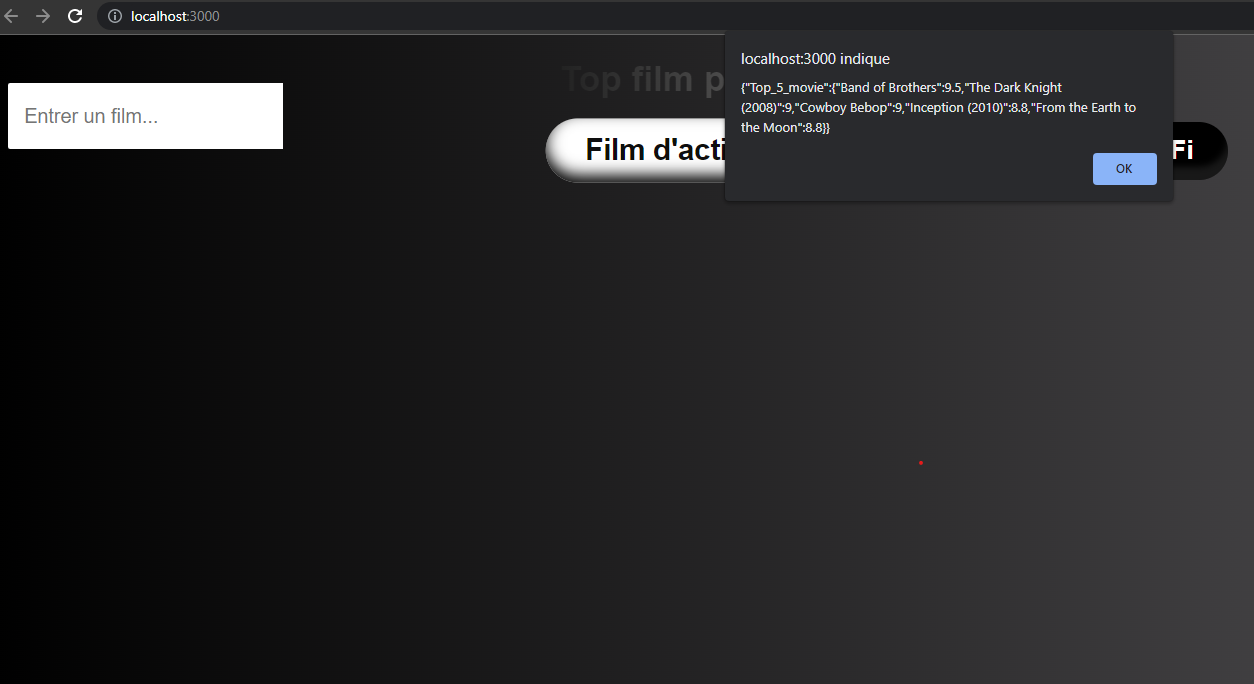 localhost:3000
localhost:3000 indique
{"Top_5_movie":{"Band of Brothers":9.5,"The Dark Knight
(2008)":9,"Cowboy Bebop":9,"Inception (2010)":8.8,"From the Earth to
the Moon":8.8}}
OK
Top film p
Entrer un film...
Film d'acti
Fi